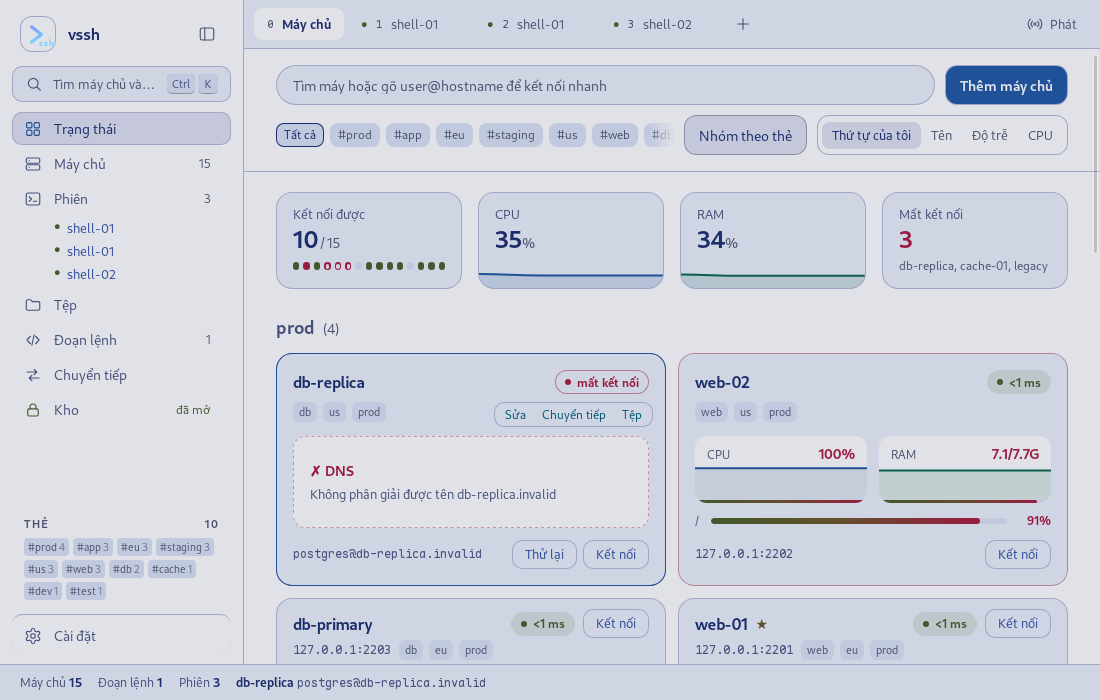 vssh
Tìm máy chủ và... Ctrl K
Trạng thái
Máy chủ 15
Phiên 3
shell-01
shell-01
shell-02
Tệp
Đoạn lệnh 1
Chuyển tiếp
Kho đã mở
THẺ 10
#prod 4 #app 3 #eu 3 #staging 3
#us 3 #web 3 #db 2 #cache 1
#dev 1 #test 1
Cài đặt
0 Máy chủ 1 shell-01 2 shell-01 3 shell-02 Phát
Tìm máy hoặc gõ user@hostname để kết nối nhanh Thêm máy chủ
Tất cả #prod #app #eu #staging #us #web #db Nhóm theo thẻ Thứ tự của tôi Tên Độ trễ CPU
Kết nối được
10 / 15
CPU
35%
RAM
34%
Mất kết nối
3
db-replica, cache-01, legacy
prod (4)
db-replica mất kết nối
db us prod Sửa Chuyển tiếp Tệp
✗ DNS
Không phân giải được tên db-replica.invalid
postgres@db-replica.invalid Thử lại Kết nối
web-02 <1 ms
web us prod
CPU 100% RAM 7.1/7.7G
/ 91%
127.0.0.1:2202 Kết nối
db-primary <1 ms Kết nối
127.0.0.1:2203 db eu prod
web-01 ★ <1 ms Kết nối
127.0.0.1:2201 web eu prod
Máy chủ 15 Đoạn lệnh 1 Phiên 3 db-replica postgres@db-replica.invalid